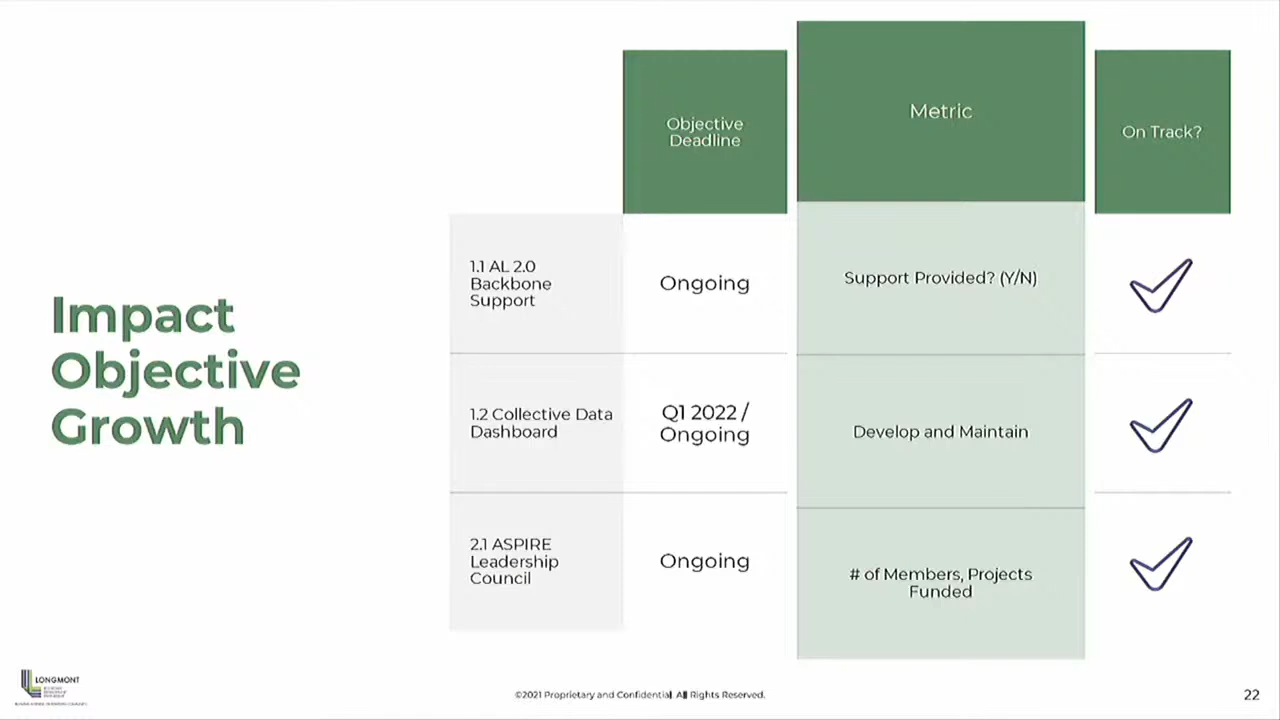 Objective
Deadline
Metric
On Track?
Impact
Objective
Growth
1.1 AL 2.0
Backbone
Support
Ongoing
Support Provided? (Y/N)
1.2 Collective Data
Dashboard
Q1 2022 /
Ongoing
Develop and Maintain
2.1 ASPIRE
Leadership
Council
Ongoing
# of Members, Projects
Funded
LONGMONT
©2021 Proprietary and Confidential. All Rights Reserved.
22